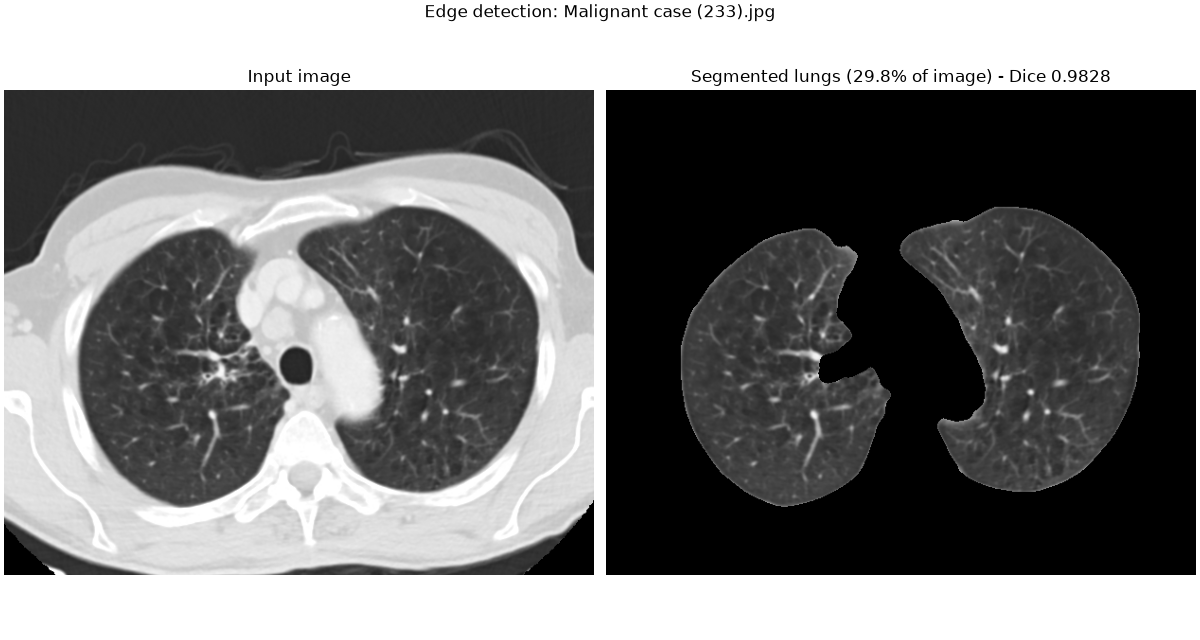 Edge detection: Malignant case (233).jpg
Input image
Segmented lungs (29.8% of image) - Dice 0.9828